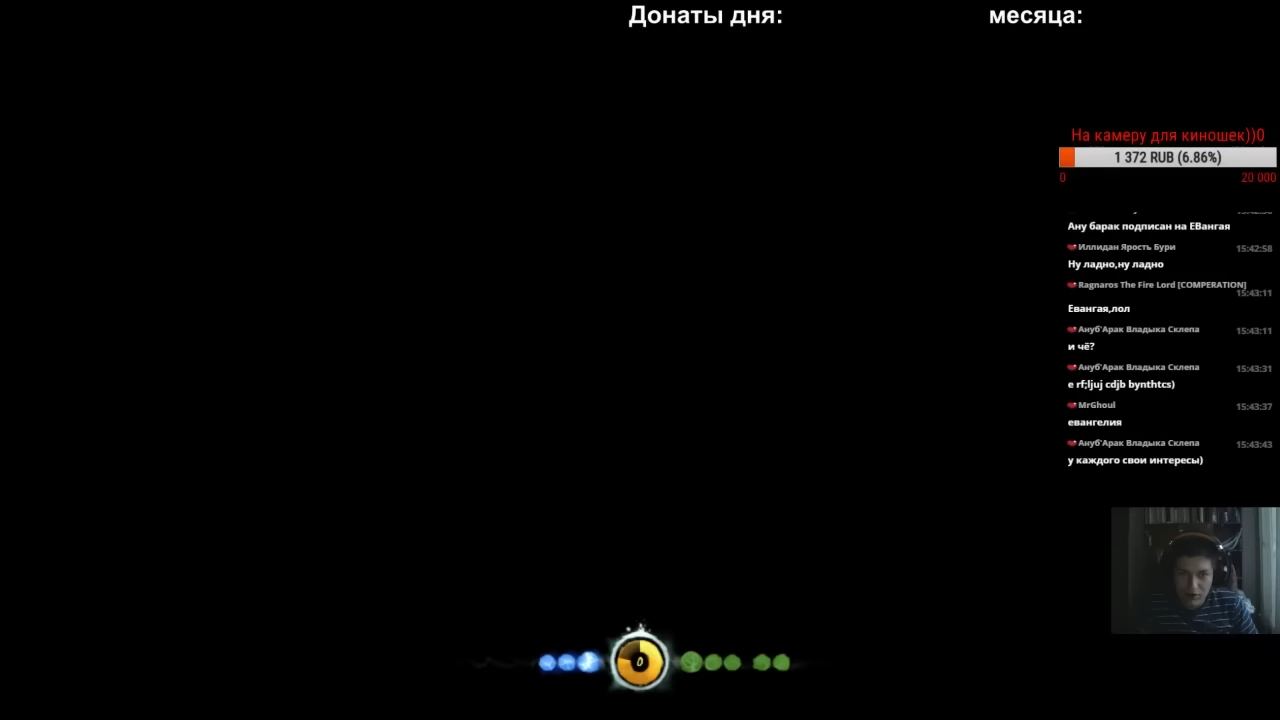 Донаты дня: месяца:
На камеру для киношек))0
1 372 RUB (6.86%)
0 20 000
Ану барак подписан на ЕВангая
Иллидан Ярость Бури 15:42:58
Ну ладно,ну ладно
Ragnaros The Fire Lord [COMPERATION] 15:43:11
Евангая,лол
Ануб'Арак Владыка Склепа 15:43:11
и чё?
Ануб'Арак Владыка Склепа 15:43:31
e rf;ljuj cdjb bynthtcs)
MrGhoul 15:43:37
евангелия
Ануб'Арак Владыка Склепа 15:43:43
у каждого свои интересы)
0